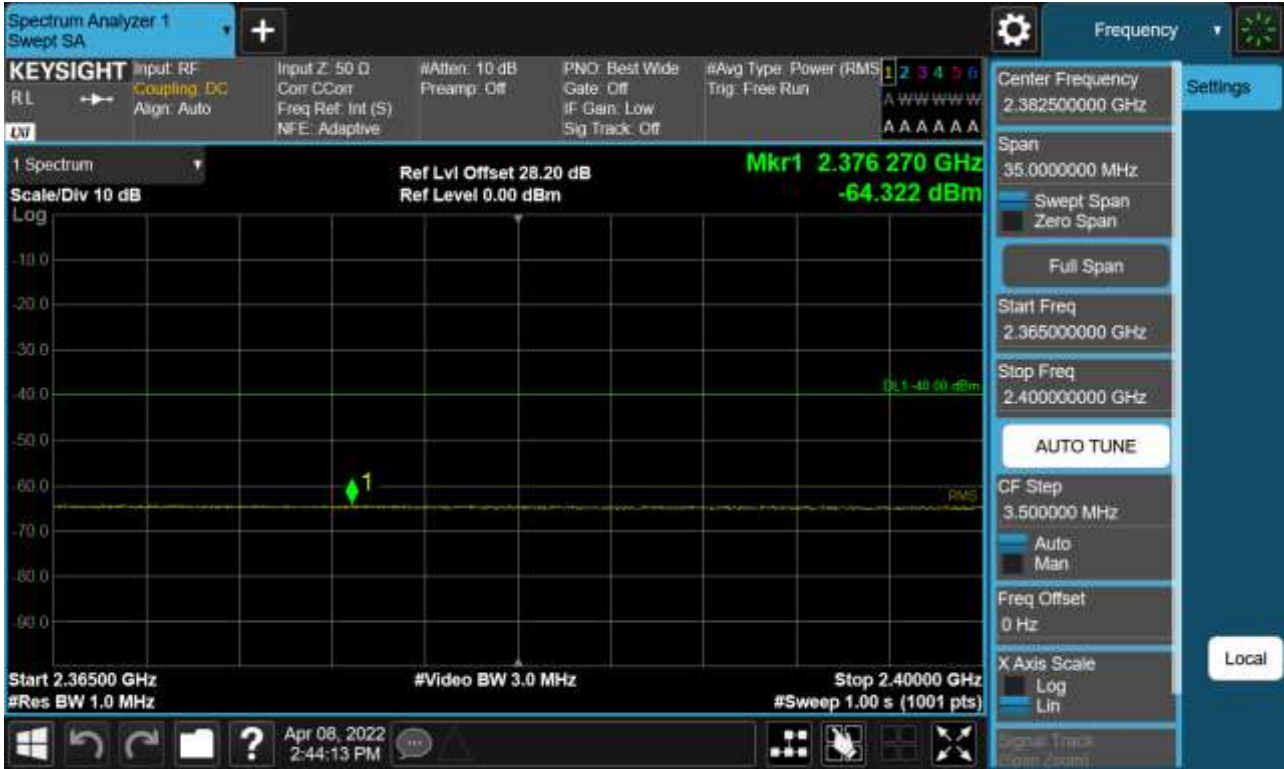 Spectrum Analyzer 1
Swept SA
+
Frequency
KEYSIGHT
RL
LXI
Input: RF
Coupling: DC
Align: Auto
Input Z: 50 Ω
Corr CCorr
Freq Ref: Int (S)
NFE: Adaptive
#Atten: 10 dB
Preamp: Off
PNO: Best Wide
Gate: Off
IF Gain: Low
Sig Track: Off
#Avg Type: Power (RMS
Trig: Free Run
1 2 3 4 5 6
A W W W W W
A A A A A A
1 Spectrum
Scale/Div 10 dB
Log
Ref Lvl Offset 28.20 dB
Ref Level 0.00 dBm
Mkr1 2.376 270 GHz
-64.322 dBm
-10.0
-20.0
-30.0
-40.0
-50.0
-60.0
-70.0
-80.0
-90.0
DL1 -40.00 dBm
1
RMS
Start 2.36500 GHz
#Res BW 1.0 MHz
#Video BW 3.0 MHz
Stop 2.40000 GHz
#Sweep 1.00 s (1001 pts)
Center Frequency
2.382500000 GHz
Settings
Span
35.0000000 MHz
Swept Span
Zero Span
Full Span
Start Freq
2.365000000 GHz
Stop Freq
2.400000000 GHz
AUTO TUNE
CF Step
3.500000 MHz
Auto
Man
Freq Offset
0 Hz
X Axis Scale
Log
Lin
Signal Track
(Span Zoom)
Local
?
Apr 08, 2022
2:44:13 PM